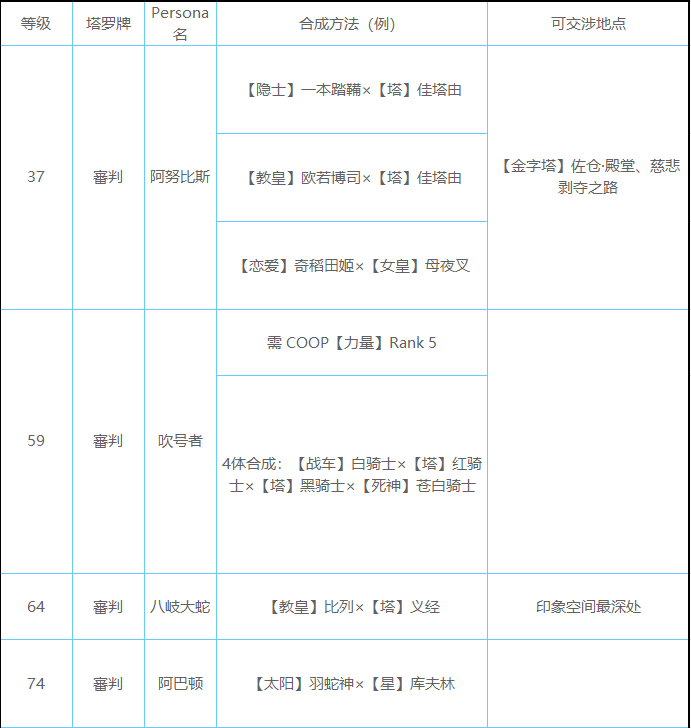 等级 塔罗牌 Persona名 合成方法（例） 可交涉地点
37 審判 阿努比斯
【隐士】一本踏鞴×【塔】佳塔由
【教皇】欧若博司×【塔】佳塔由
【恋爱】奇稻田姬×【女皇】母夜叉
【金字塔】佐仓·殿堂、慈悲
剥夺之路
59 審判 吹号者
需 COOP【力量】Rank 5
4体合成：【战车】白骑士×【塔】红骑
士×【塔】黑骑士×【死神】苍白骑士
64 審判 八岐大蛇 【教皇】比列×【塔】义经 印象空间最深处
74 審判 阿巴顿 【太阳】羽蛇神×【星】库夫林